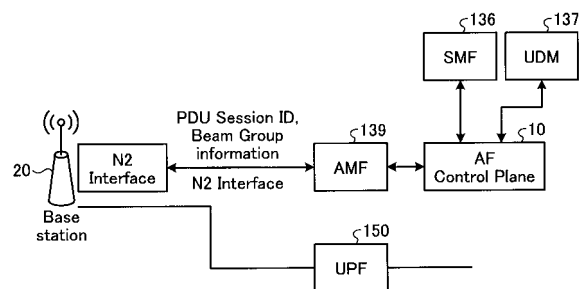 136
SMF
137
UDM
PDU Session ID,
Beam Group
information
N2 Interface
139
AMF
10
AF
Control Plane
20
N2
Interface
Base
station
150
UPF